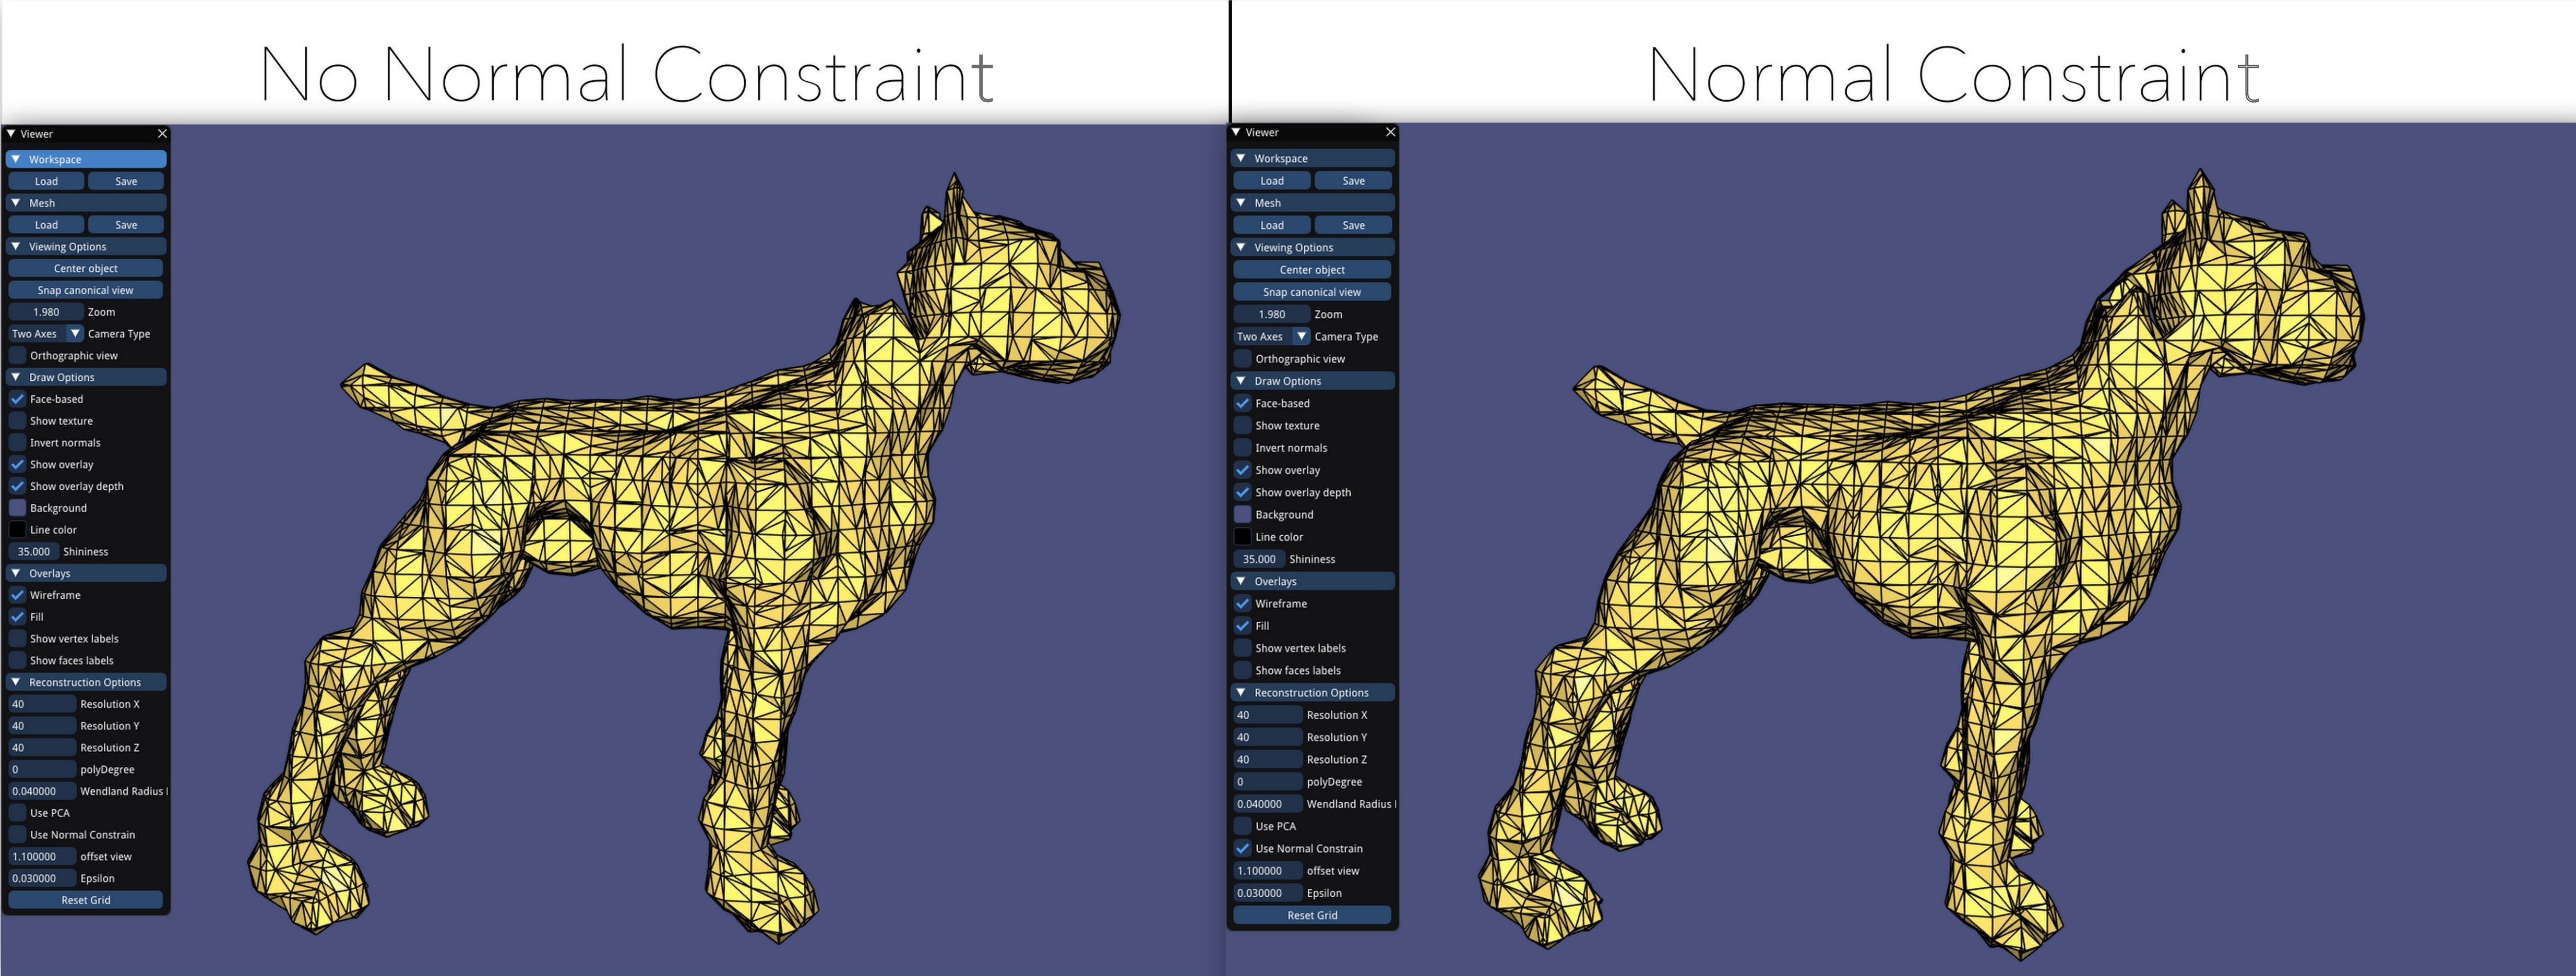 No Normal Constraint
Viewer
Workspace
Load Save
Mesh
Load Save
Viewing Options
Center object
Snap canonical view
1.980 Zoom
Two Axes Camera Type
Orthographic view
Draw Options
Face-based
Show texture
Invert normals
Show overlay
Show overlay depth
Background
Line color
35.000 Shininess
Overlays
Wireframe
Fill
Show vertex labels
Show faces labels
Reconstruction Options
40 Resolution X
40 Resolution Y
40 Resolution Z
0 polyDegree
0.040000 Wendland Radius
Use PCA
Use Normal Constrain
1.100000 offset view
0.030000 Epsilon
Reset Grid
Normal Constraint
Viewer
Workspace
Load Save
Mesh
Load Save
Viewing Options
Center object
Snap canonical view
1.980 Zoom
Two Axes Camera Type
Orthographic view
Draw Options
Face-based
Show texture
Invert normals
Show overlay
Show overlay depth
Background
Line color
35.000 Shininess
Overlays
Wireframe
Fill
Show vertex labels
Show faces labels
Reconstruction Options
40 Resolution X
40 Resolution Y
40 Resolution Z
0 polyDegree
0.040000 Wendland Radius
Use PCA
Use Normal Constrain
1.100000 offset view
0.030000 Epsilon
Reset Grid